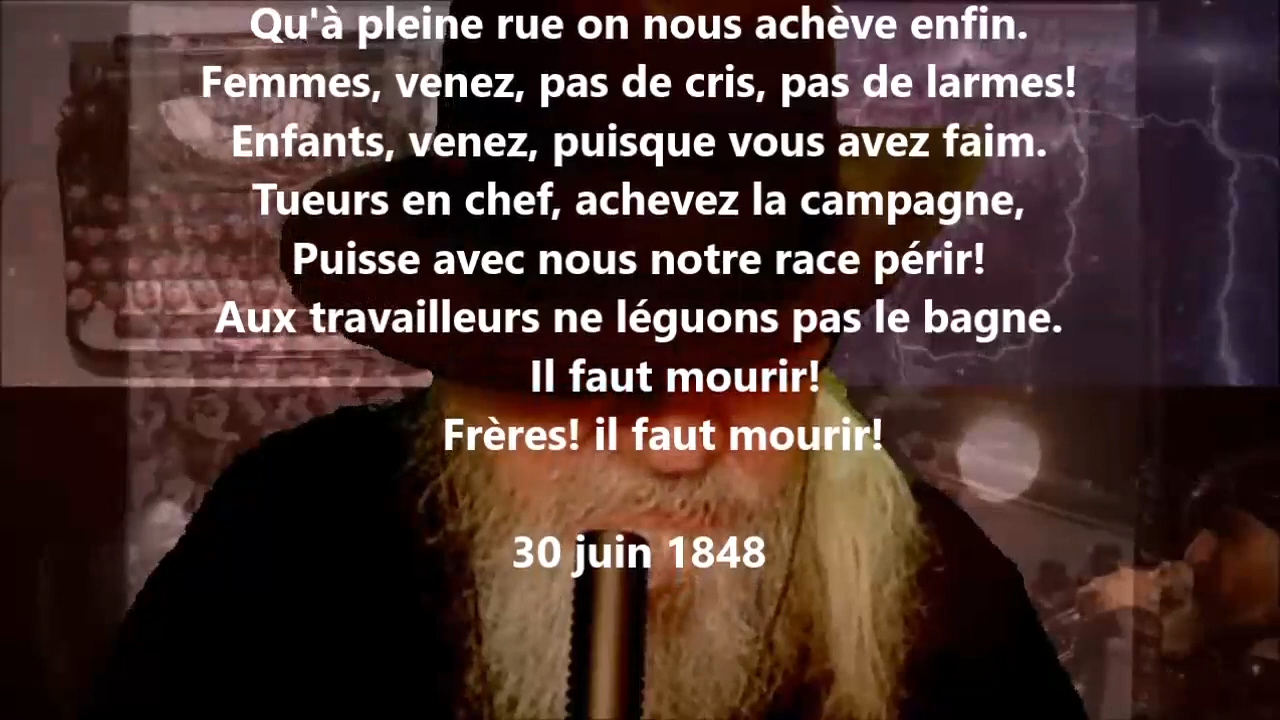 Qu'à pleine rue on nous achève enfin.
Femmes, venez, pas de cris, pas de larmes!
Enfants, venez, puisque vous avez faim.
Tueurs en chef, achevez la campagne,
Puisse avec nous notre race périr!
Aux travailleurs ne léguons pas le bagne.
Il faut mourir!
Frères! il faut mourir!
30 juin 1848